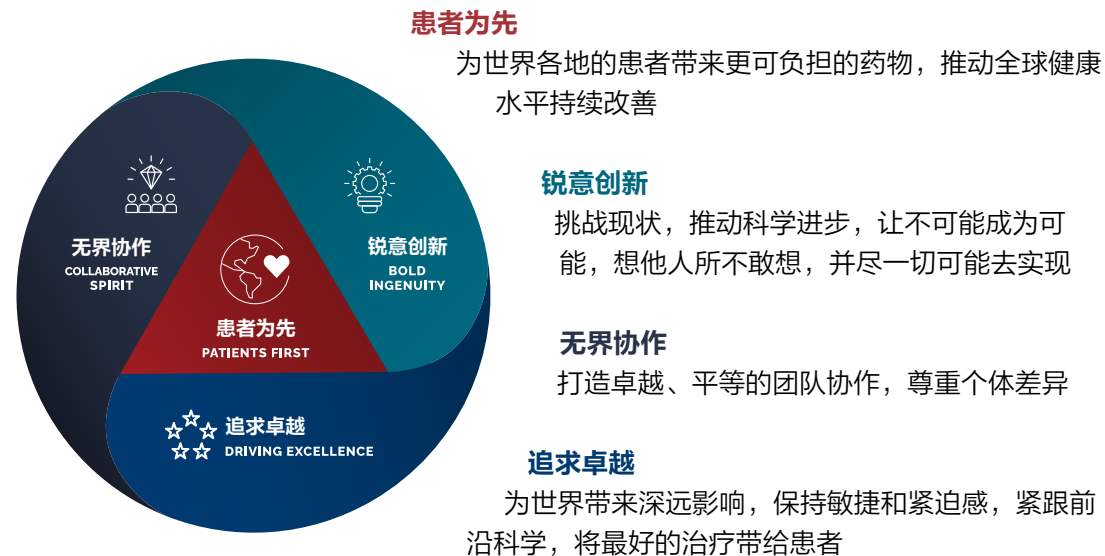 患者为先
为世界各地的患者带来更可负担的药物，推动全球健康
水平持续改善
锐意创新
挑战现状，推动科学进步，让不可能成为可
能，想他人所不敢想，并尽一切可能去实现
无界协作
打造卓越、平等的团队协作，尊重个体差异
追求卓越
为世界带来深远影响，保持敏捷和紧迫感，紧跟前
沿科学，将最好的治疗带给患者
无界协作
COLLABORATIVE
SPIRIT
锐意创新
BOLD
INGENUITY
患者为先
PATIENTS FIRST
追求卓越
DRIVING EXCELLENCE